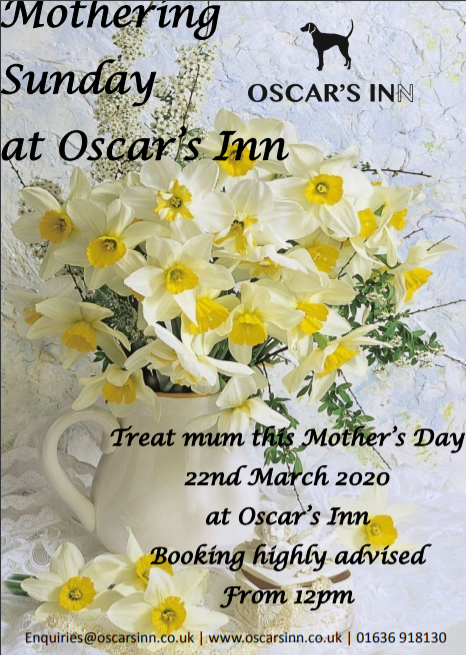 Mothering
Sunday
at Oscar's Inn
OSCAR'S INN
Treat mum this Mother's Day
22nd March 2020
at Oscar's Inn
Booking highly advised
From 12pm
Enquiries@oscarsinn.co.uk | www.oscarsinn.co.uk | 01636 918130